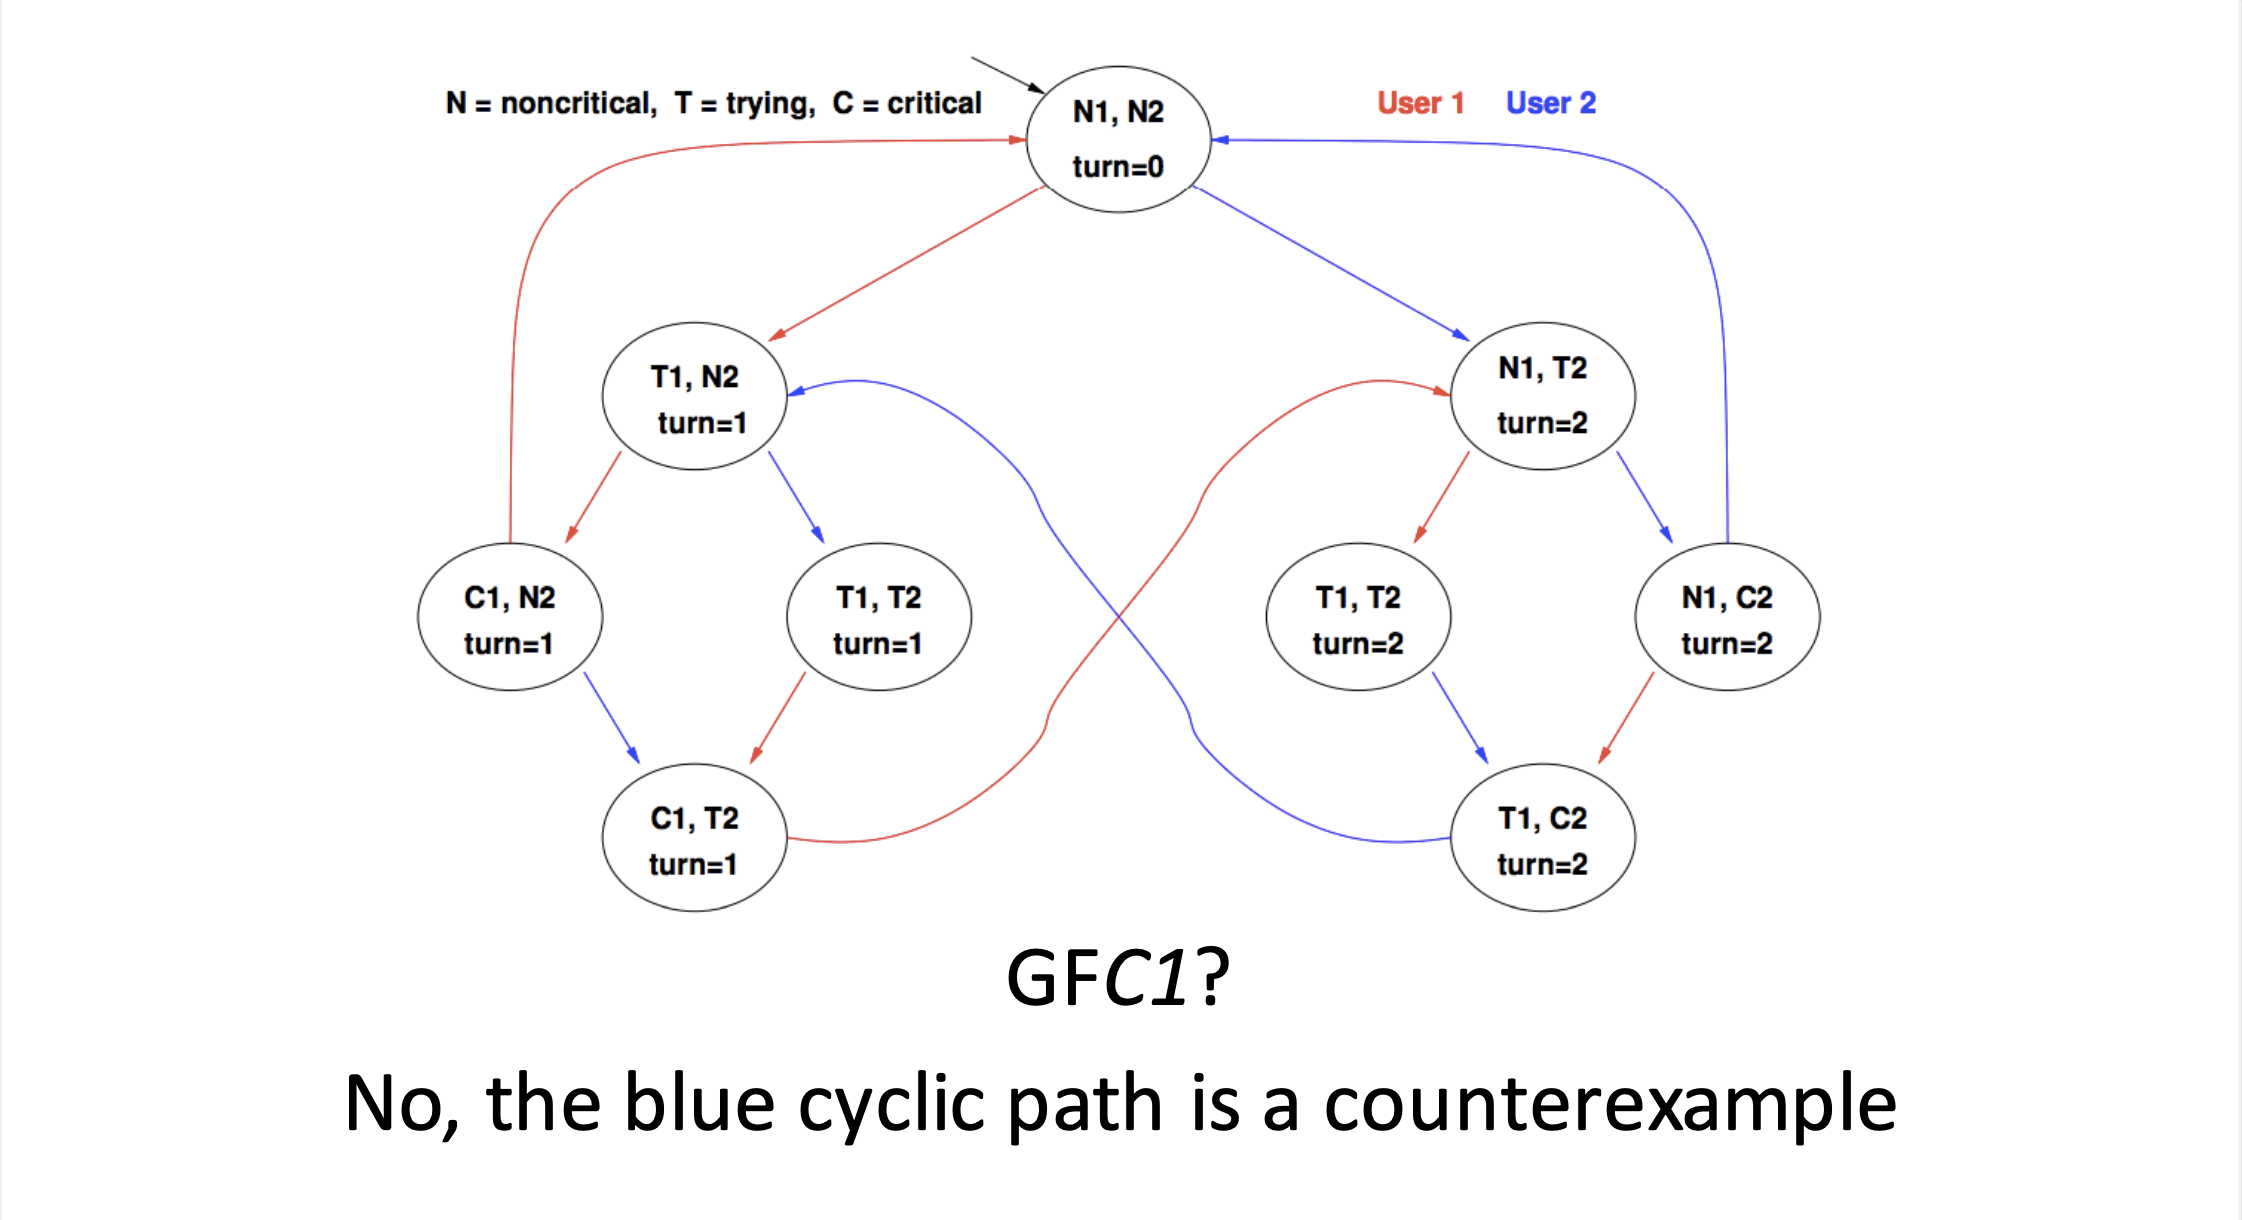 N = noncritical, T = trying, C = critical
User 1 User 2
N1, N2
turn=0
T1, N2
turn=1
N1, T2
turn=2
C1, N2
turn=1
T1, T2
turn=1
T1, T2
turn=2
N1, C2
turn=2
C1, T2
turn=1
T1, C2
turn=2
GFC1?
No, the blue cyclic path is a counterexample